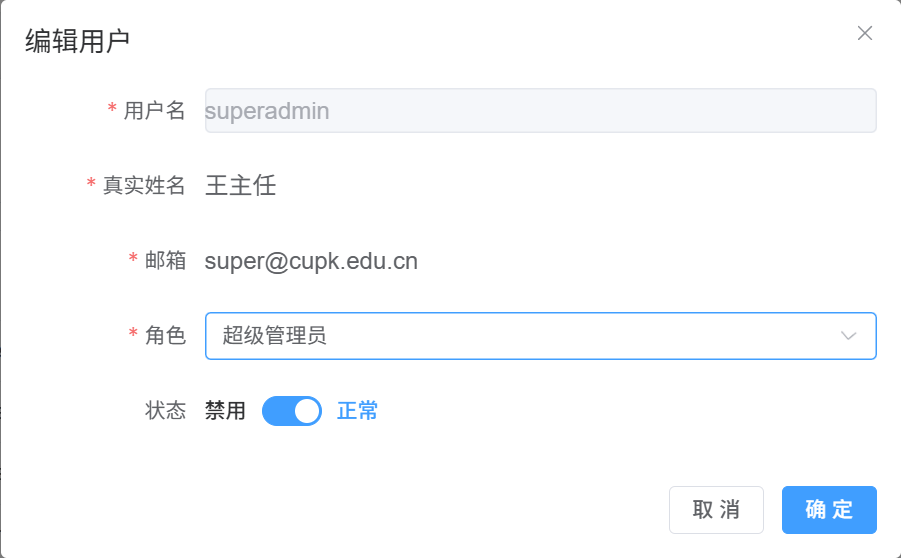 编辑用户
* 用户名 superadmin
* 真实姓名 王主任
* 邮箱 super@cupk.edu.cn
* 角色 超级管理员
状态 禁用 正常
取消 确定